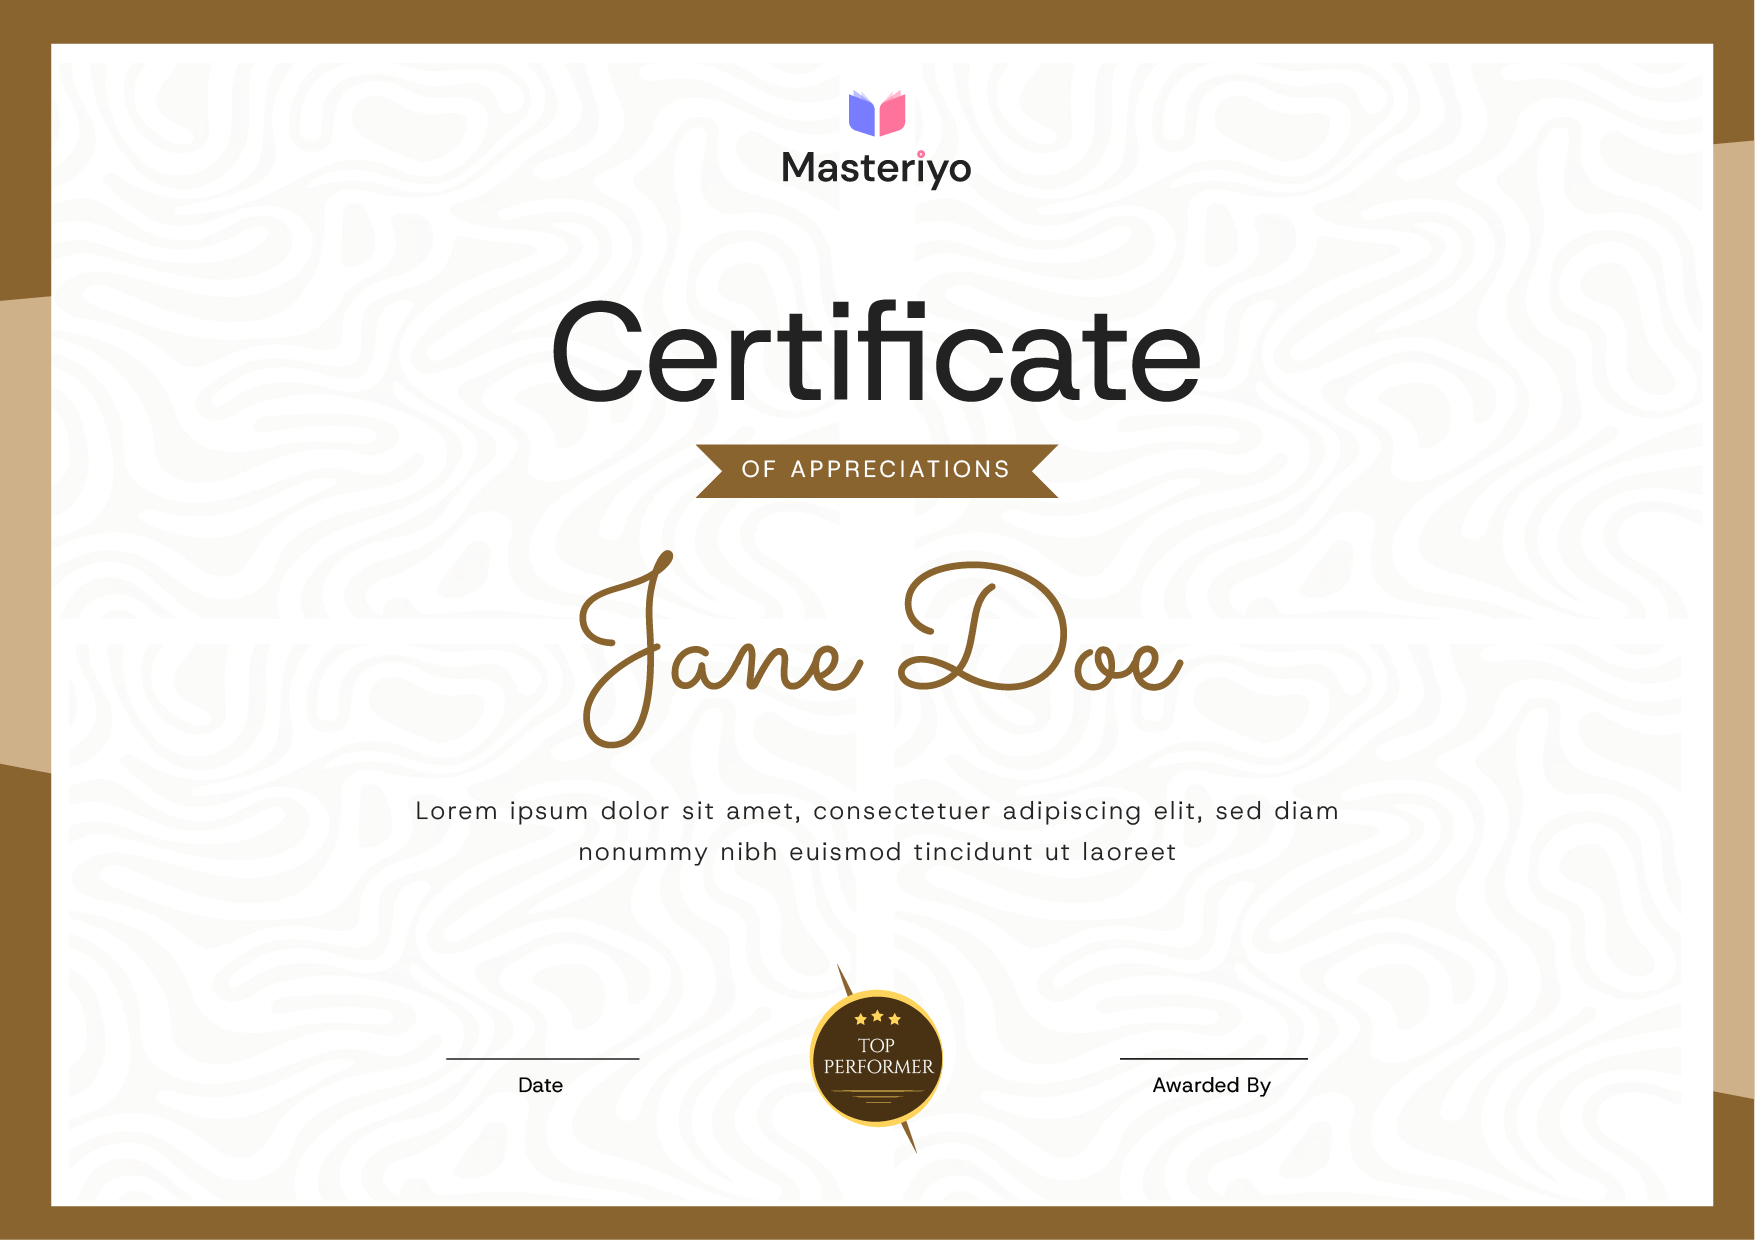 Masteriyo
Certificate
OF APPRECIATIONS
Jane Doe
Lorem ipsum dolor sit amet, consectetuer adipiscing elit, sed diam
nonummy nibh euismod tincidunt ut laoreet
TOP
PERFORMER
Date
Awarded By